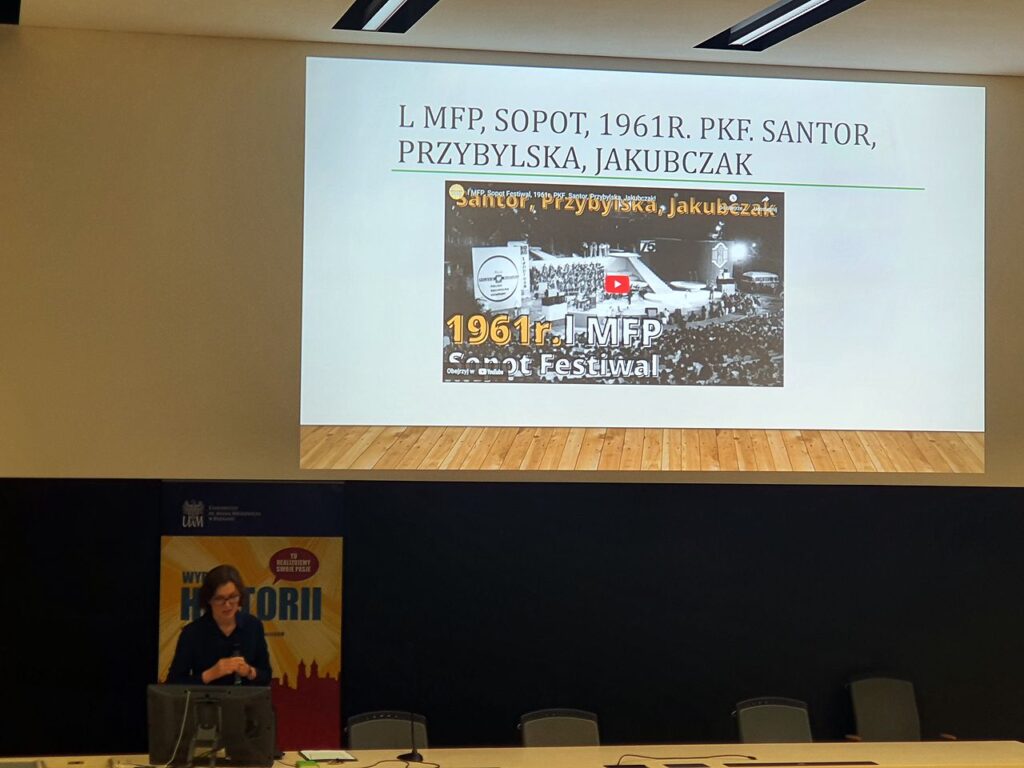 L MFP, SOPOT, 1961R. PKF. SANTOR,
PRZYBYLSKA, JAKUBCZAK
I MFP, Sopot Festiwal, 1961r. PKF. Santor, Przybylska, Jakubczak!
Santor, Przybylska, Jakubczak
1961r. I MFP
Sopot Festiwal
Obejrzyj w YouTube
UAM
TU
REALIZUJEMY
SWOJE PASJE